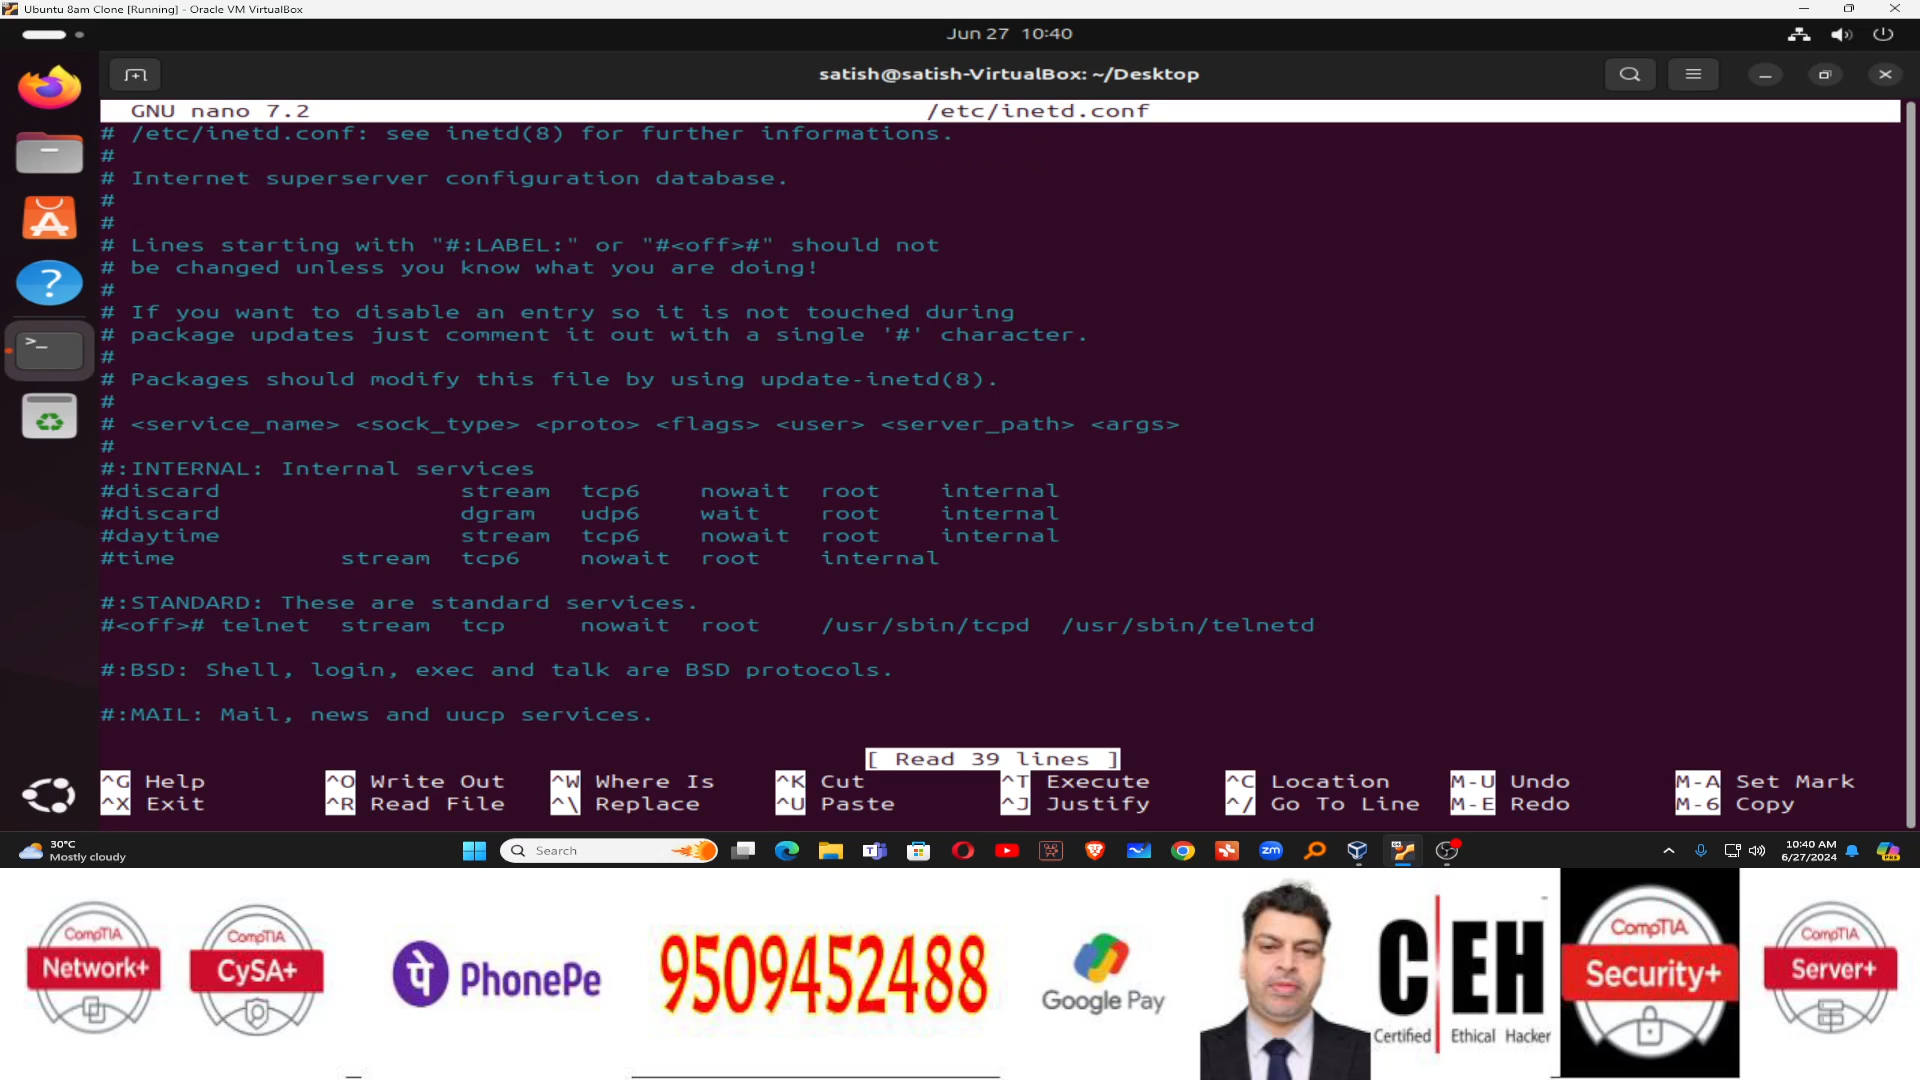 Ubuntu 8am Clone [Running] - Oracle VM VirtualBox
Jun 27 10:40
satish@satish-VirtualBox: ~/Desktop
GNU nano 7.2 /etc/inetd.conf
# /etc/inetd.conf: see inetd(8) for further informations.
#
# Internet superserver configuration database.
#
#
# Lines starting with "#:LABEL:" or "#<off>#" should not
# be changed unless you know what you are doing!
#
# If you want to disable an entry so it is not touched during
# package updates just comment it out with a single '#' character.
#
# Packages should modify this file by using update-inetd(8).
#
# <service_name> <sock_type> <proto> <flags> <user> <server_path> <args>
#
#:INTERNAL: Internal services
#discard stream tcp6 nowait root internal
#discard dgram udp6 wait root internal
#daytime stream tcp6 nowait root internal
#time stream tcp6 nowait root internal
#:STANDARD: These are standard services.
#<off># telnet stream tcp nowait root /usr/sbin/tcpd /usr/sbin/telnetd
#:BSD: Shell, login, exec and talk are BSD protocols.
#:MAIL: Mail, news and uucp services.
[ Read 39 lines ]
^G Help ^O Write Out ^W Where Is ^K Cut ^T Execute ^C Location M-U Undo M-A Set Mark
^X Exit ^R Read File ^\ Replace ^U Paste ^J Justify ^/ Go To Line M-E Redo M-6 Copy
30°C
Mostly cloudy
Search
zm
10:40 AM
6/27/2024
CompTIA
Network+
CompTIA
CySA+
पे PhonePe
9509452488
Google Pay
CEH
Certified Ethical Hacker
CompTIA
Security+
CompTIA
Server+